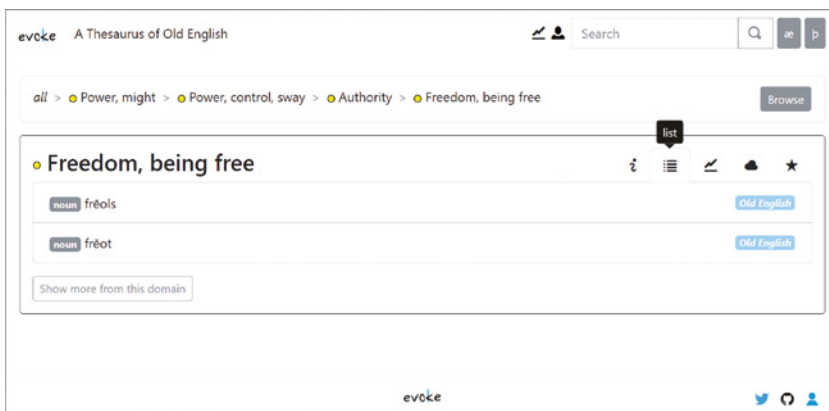 evoke A Thesaurus of Old English Search æ þ
all > Power, might > Power, control, sway > Authority > Freedom, being free Browse
list
Freedom, being free i
noun frēols Old English
noun frēot Old English
Show more from this domain
evoke